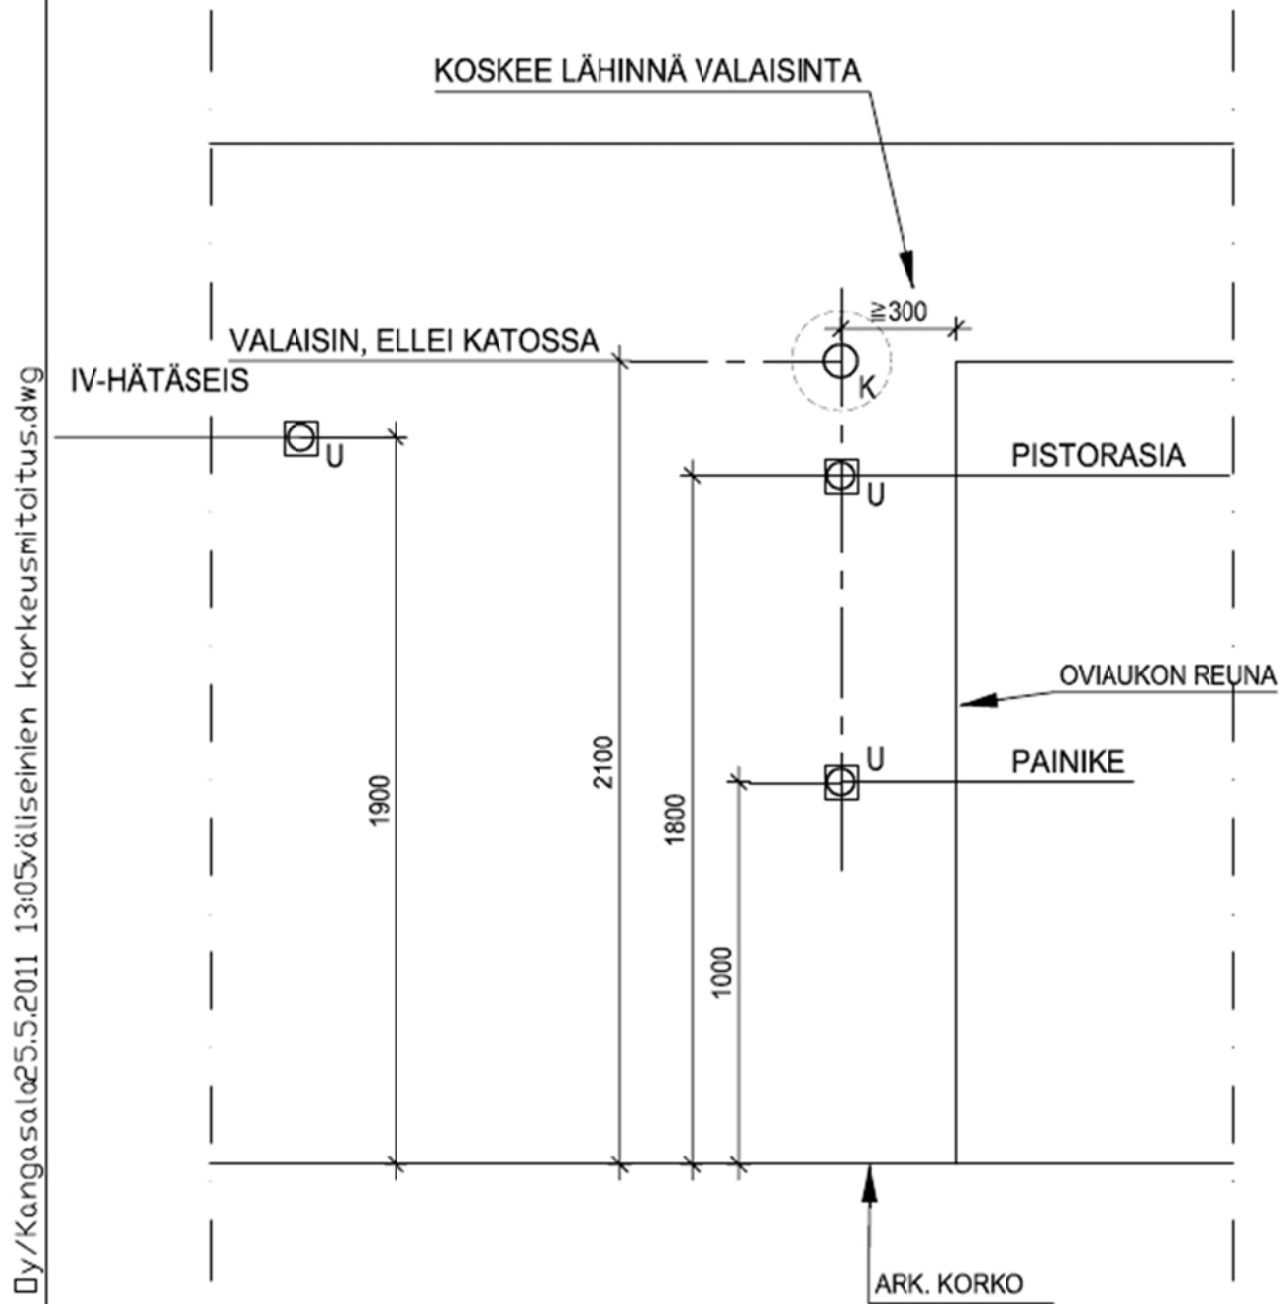 KOSKEE LÄHINNÄ VALAISINTA
≧300
VALAISIN, ELLEI KATOSSA
K
IV-HÄTÄSEIS
U
PISTORASIA
U
OVIAUKON REUNA
U
PAINIKE
1900
2100
1800
1000
ARK. KORKO
Oy/Kangasala25.5.2011 13:05väliseinien korkeusmitoitus.dwg